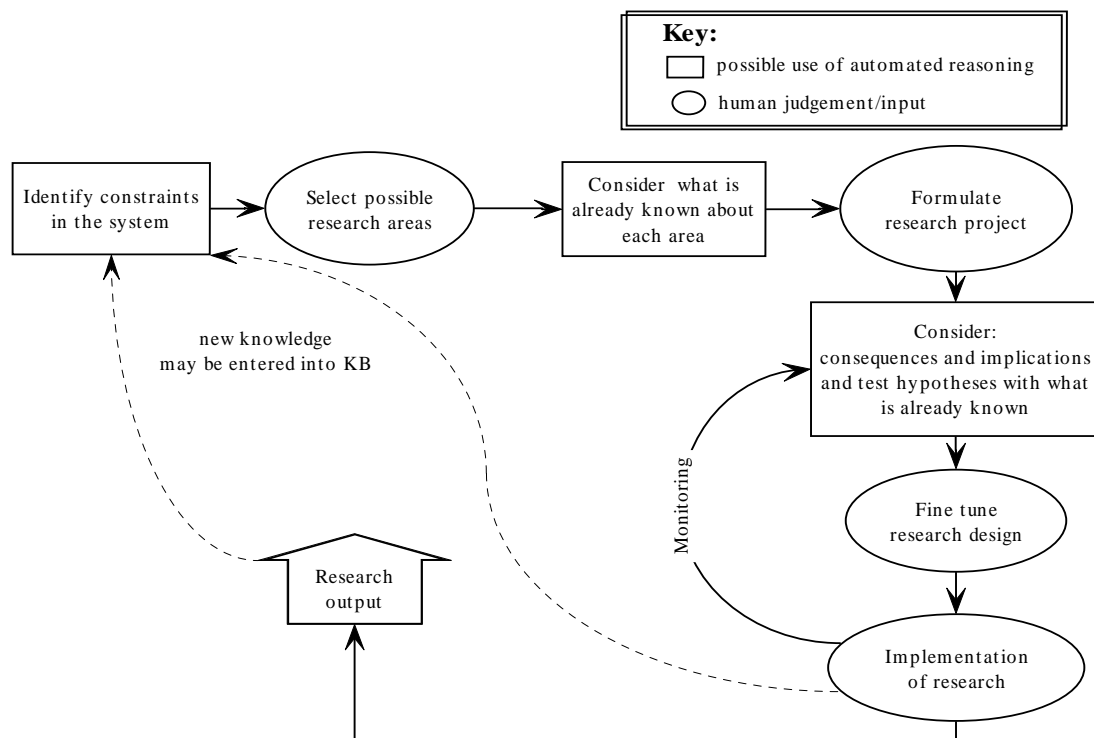 Key:
possible use of automated reasoning
human judgement/input
Identify constraints
in the system
Select possible
research areas
Consider what is
already known about
each area
Formulate
research project
new knowledge
may be entered into KB
Consider:
consequences and implications
and test hypotheses with what
is already known
Monitoring
Fine tune
research design
Research
output
Implementation
of research